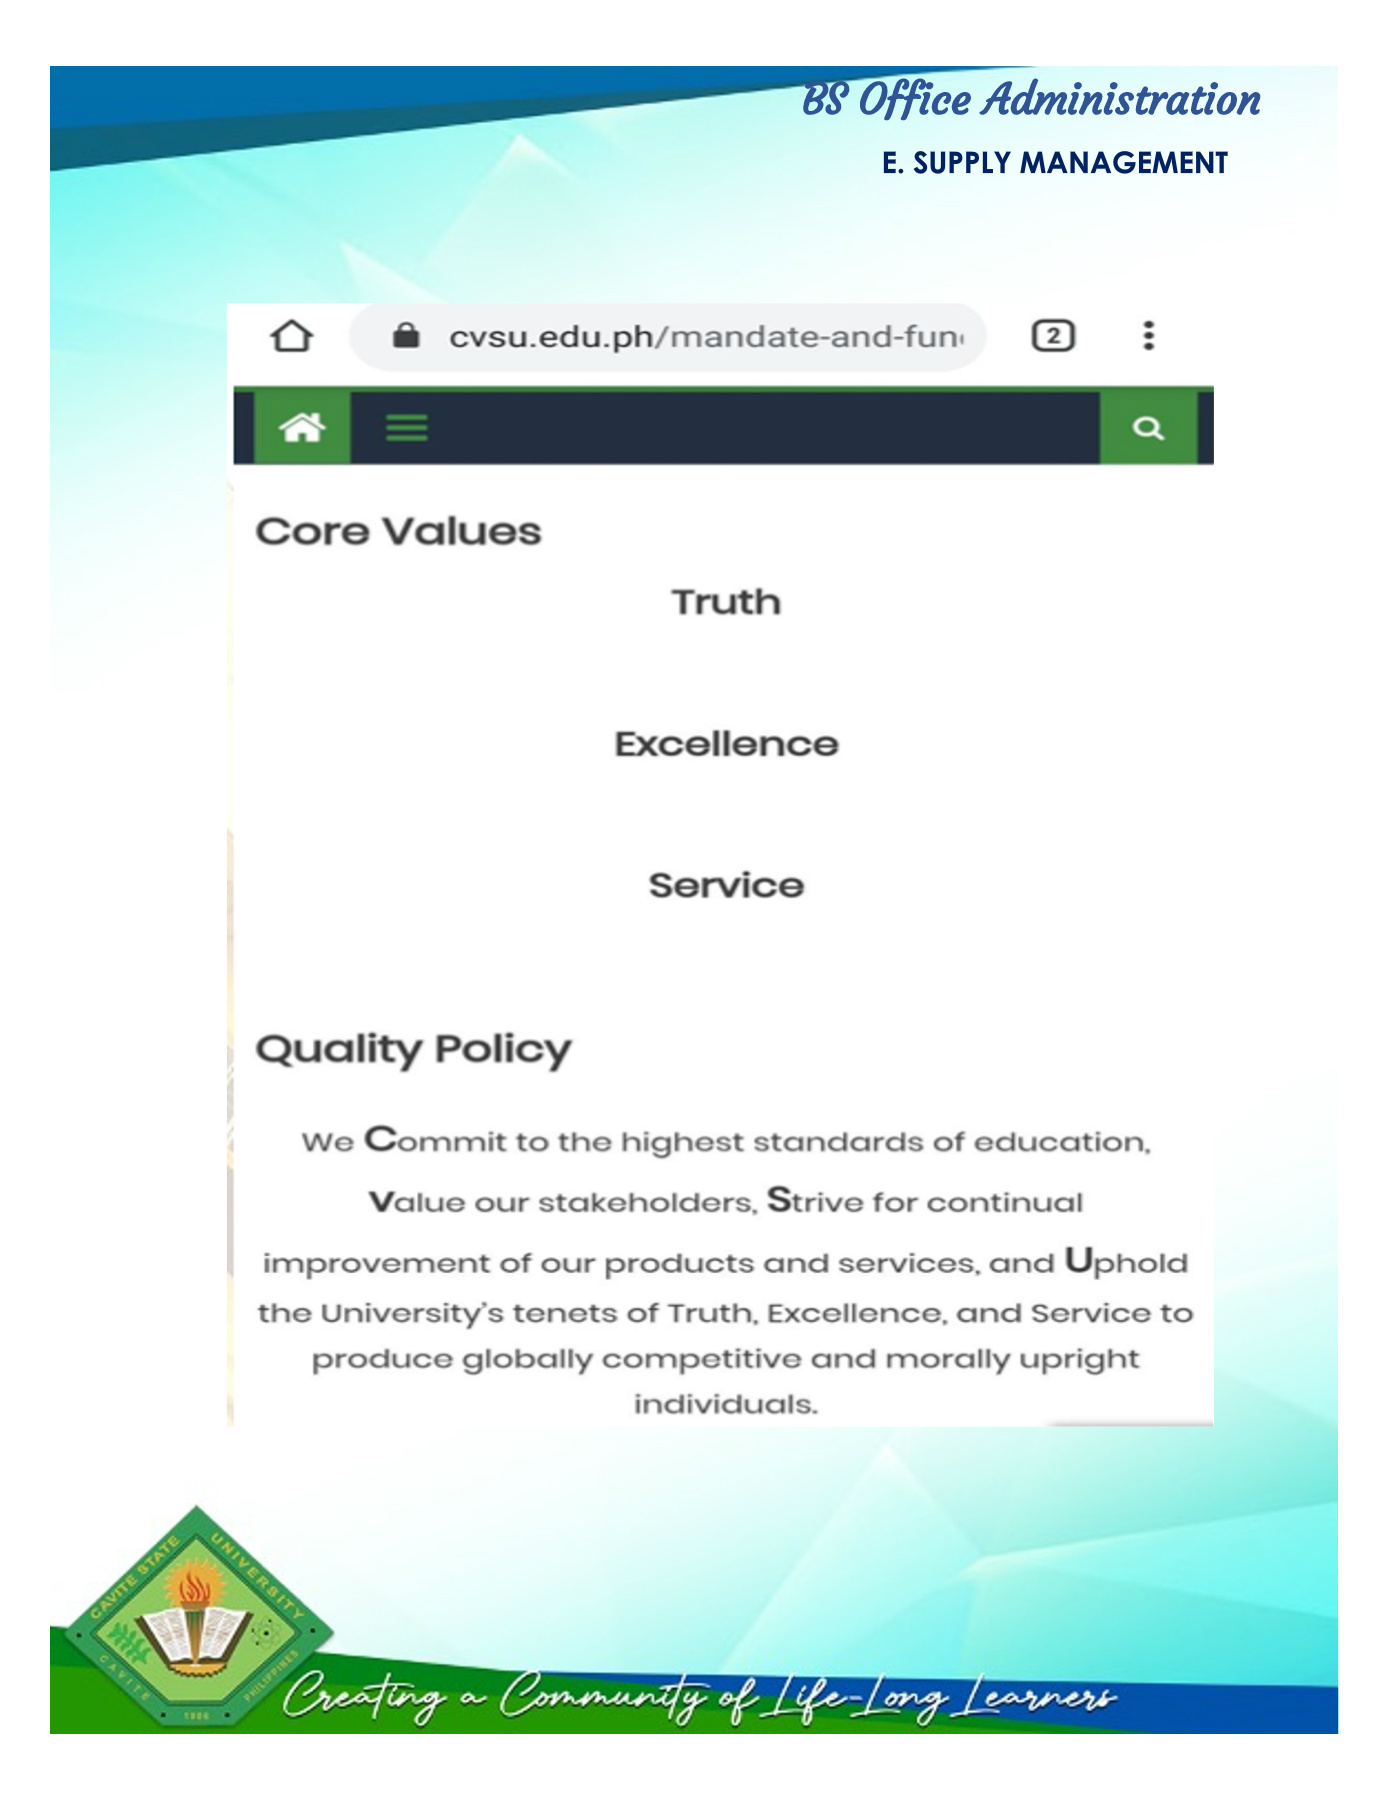 BS Office Administration
E. SUPPLY MANAGEMENT
cvsu.edu.ph/mandate-and-fun
2
Core Values
Truth
Excellence
Service
Quality Policy
We Commit to the highest standards of education,
Value our stakeholders, Strive for continual
improvement of our products and services, and Uphold
the University's tenets of Truth, Excellence, and Service to
produce globally competitive and morally upright
individuals.
CAVITE STATE UNIVERSITY
CAVITE PHILIPPINES
1906
Creating a Community of Life-Long Learners